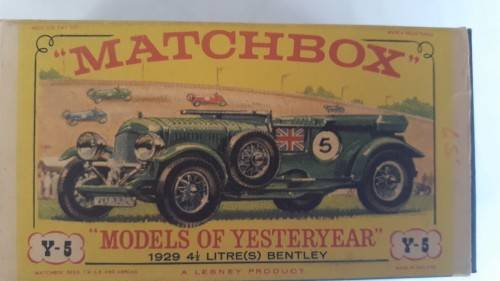 "MATCHBOX"
5
Y-5
"MODELS OF YESTERYEAR"
Y-5
1929 4½ LITRE(S) BENTLEY
A LESNEY PRODUCT